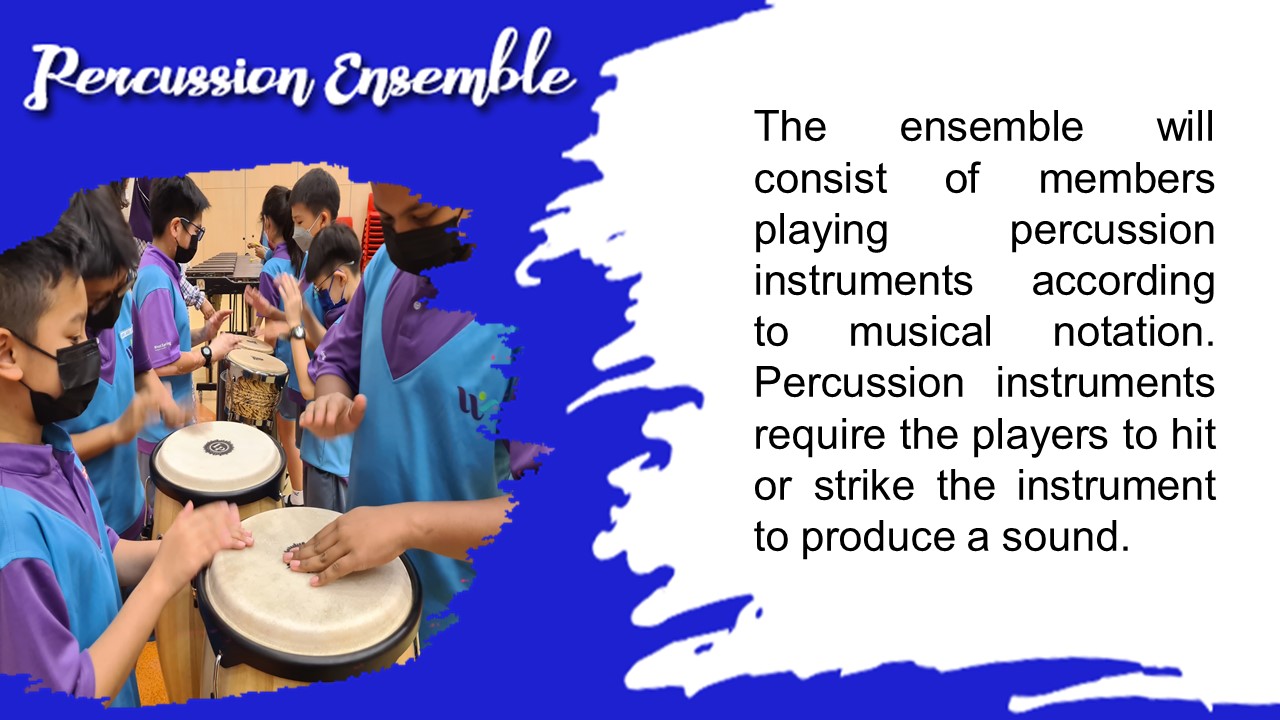 Percussion Ensemble
The ensemble will
consist of members
playing percussion
instruments according
to musical notation.
Percussion instruments
require the players to hit
or strike the instrument
to produce a sound.